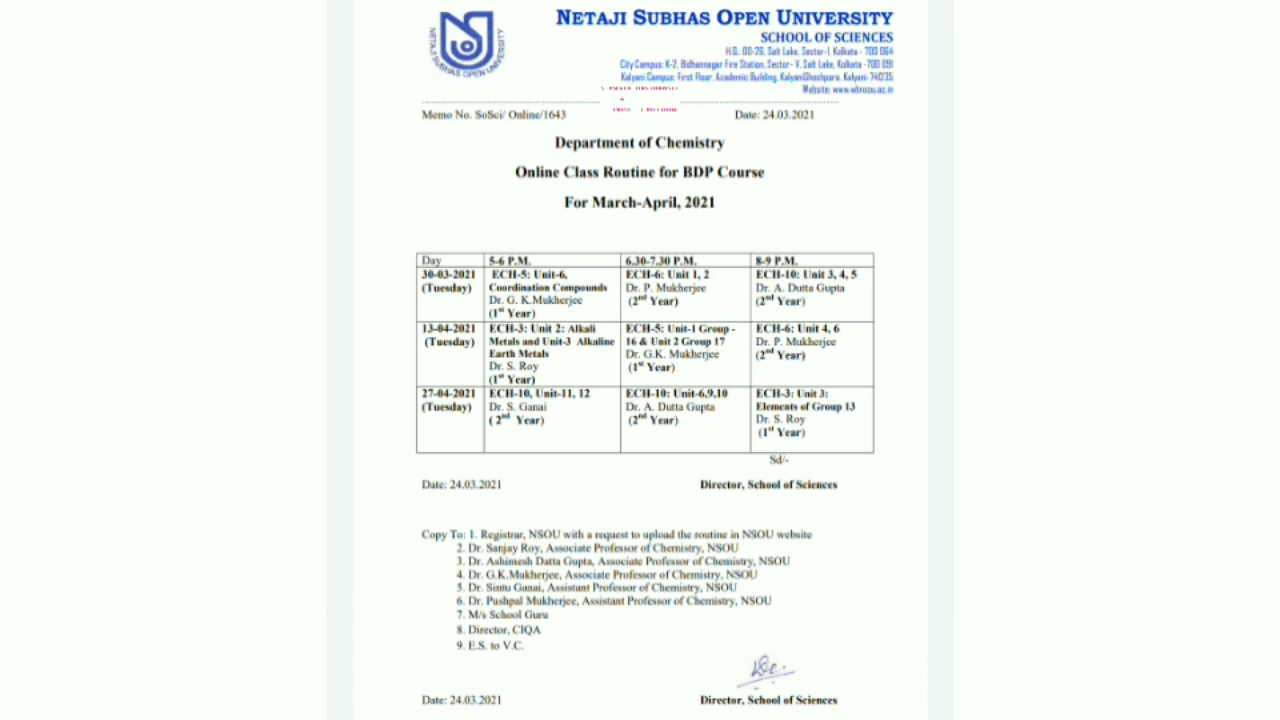 NETAJI SUBHAS OPEN UNIVERSITY
SCHOOL OF SCIENCES
H.Q.: DD-26, Salt Lake, Sector-I, Kolkata - 700 064
City Campus: K-2, Bidhannagar Fire Station, Sector- V, Salt Lake, Kolkata -700 091
Kalyani Campus: First Floor, Academic Building, Kalyani Ghoshpara, Kalyani-741235
Website: www.wbnsou.ac.in
NETAJI SUBHAS OPEN UNIVERSITY
Memo No. SoSci/ Online/1643 Date: 24.03.2021
Department of Chemistry
Online Class Routine for BDP Course
For March-April, 2021
Day 5-6 P.M. 6.30-7.30 P.M. 8-9 P.M.
30-03-2021 ECH-5: Unit-6, ECH-6: Unit 1, 2 ECH-10: Unit 3, 4, 5
(Tuesday) Coordination Compounds Dr. P. Mukherjee Dr. A. Dutta Gupta
Dr. G. K.Mukherjee (2nd Year) (2nd Year)
(1st Year)
13-04-2021 ECH-3: Unit 2: Alkali ECH-5: Unit-1 Group - ECH-6: Unit 4, 6
(Tuesday) Metals and Unit-3 Alkaline 16 & Unit 2 Group 17 Dr. P. Mukherjee
Earth Metals Dr. G.K. Mukherjee (2nd Year)
Dr. S. Roy (1st Year)
(1st Year)
27-04-2021 ECH-10, Unit-11, 12 ECH-10: Unit-6,9,10 ECH-3: Unit 3:
(Tuesday) Dr. S. Ganai Dr. A. Dutta Gupta Elements of Group 13
( 2nd Year) (2nd Year) Dr. S. Roy
(1st Year)
Sd/-
Date: 24.03.2021 Director, School of Sciences
Copy To: 1. Registrar, NSOU with a request to upload the routine in NSOU website
2. Dr. Sanjay Roy, Associate Professor of Chemistry, NSOU
3. Dr. Ashimesh Datta Gupta, Associate Professor of Chemistry, NSOU
4. Dr. G.K.Mukherjee, Associate Professor of Chemistry, NSOU
5. Dr. Sintu Ganai, Assistant Professor of Chemistry, NSOU
6. Dr. Pushpal Mukherjee, Assistant Professor of Chemistry, NSOU
7. M/s School Guru
8. Director, CIQA
9. E.S. to V.C.
Date: 24.03.2021 Director, School of Sciences